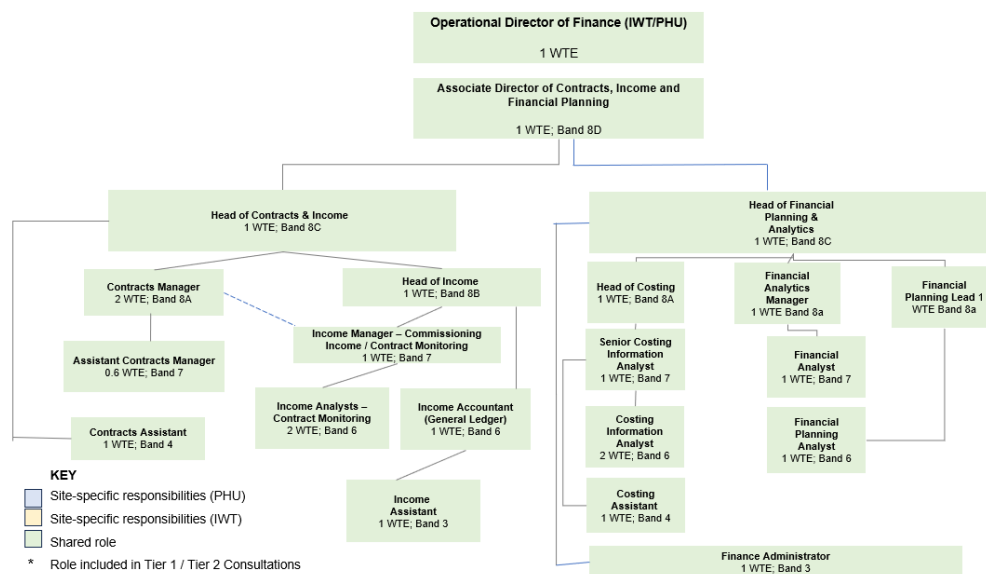 Operational Director of Finance (IWT/PHU)
1 WTE
Associate Director of Contracts, Income and
Financial Planning
1 WTE; Band 8D
Head of Contracts & Income
1 WTE; Band 8C
Head of Financial
Planning &
Analytics
1 WTE; Band 8C
Contracts Manager
2 WTE; Band 8A
Head of Income
1 WTE; Band 8B
Head of Costing
1 WTE; Band 8A
Financial
Analytics
Manager
1 WTE Band 8a
Financial
Planning Lead 1
WTE Band 8a
Assistant Contracts Manager
0.6 WTE; Band 7
Income Manager – Commissioning
Income / Contract Monitoring
1 WTE; Band 7
Senior Costing
Information
Analyst
1 WTE; Band 7
Financial
Analyst
1 WTE; Band 7
Contracts Assistant
1 WTE; Band 4
Income Analysts –
Contract Monitoring
2 WTE; Band 6
Income Accountant
(General Ledger)
1 WTE; Band 6
Costing
Information
Analyst
2 WTE; Band 6
Financial
Planning
Analyst
1 WTE; Band 6
Income
Assistant
1 WTE; Band 3
Costing
Assistant
1 WTE; Band 4
Finance Administrator
1 WTE; Band 3
KEY
Site-specific responsibilities (PHU)
Site-specific responsibilities (IWT)
Shared role
* Role included in Tier 1 / Tier 2 Consultations